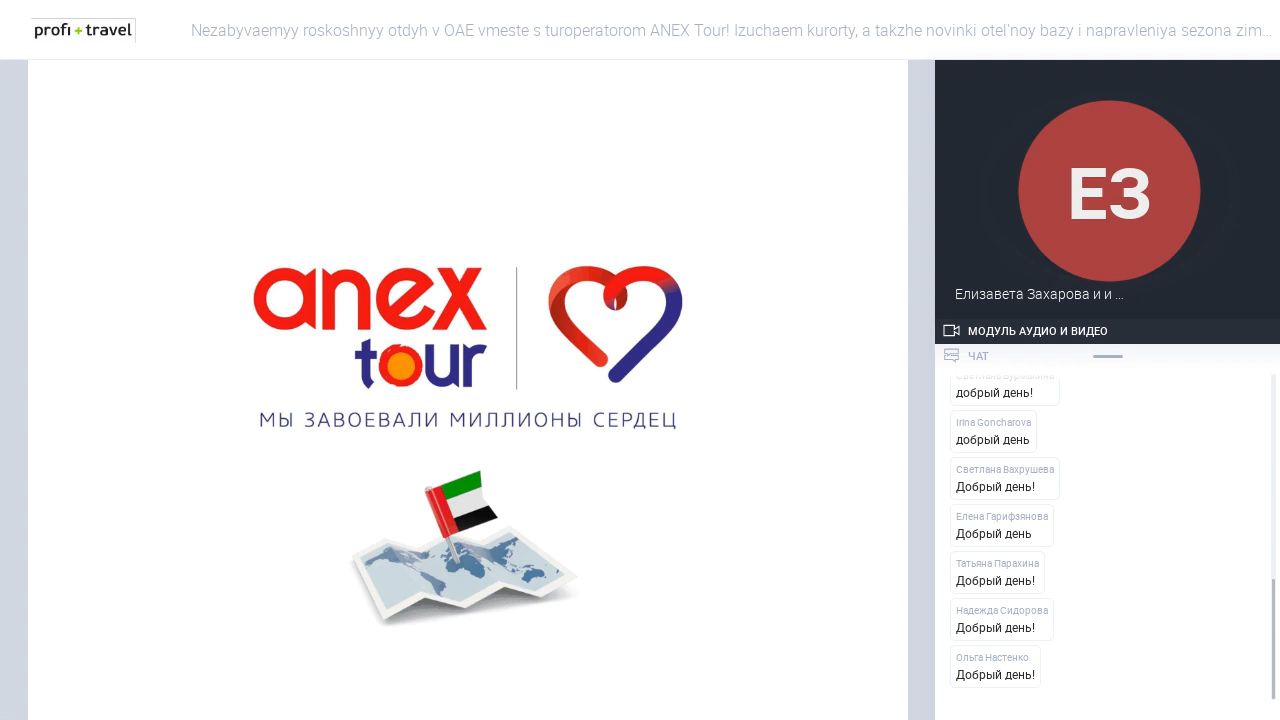 profi + travel
Nezabyvaemyy roskoshnyy otdyh v OAE vmeste s turoperatorom ANEX Tour! Izuchaem kurorty, a takzhe novinki otel'noy bazy i napravleniya sezona zim...
anex
tour
МЫ ЗАВОЕВАЛИ МИЛЛИОНЫ СЕРДЕЦ
ЕЗ
Елизавета Захарова и и ...
МОДУЛЬ АУДИО И ВИДЕО
ЧАТ
добрый день!
Irina Goncharova
добрый день
Светлана Вахрушева
Добрый день!
Елена Гарифзянова
Добрый день
Татьяна Парахина
Добрый день!
Надежда Сидорова
Добрый день!
Ольга Настенко
Добрый день!